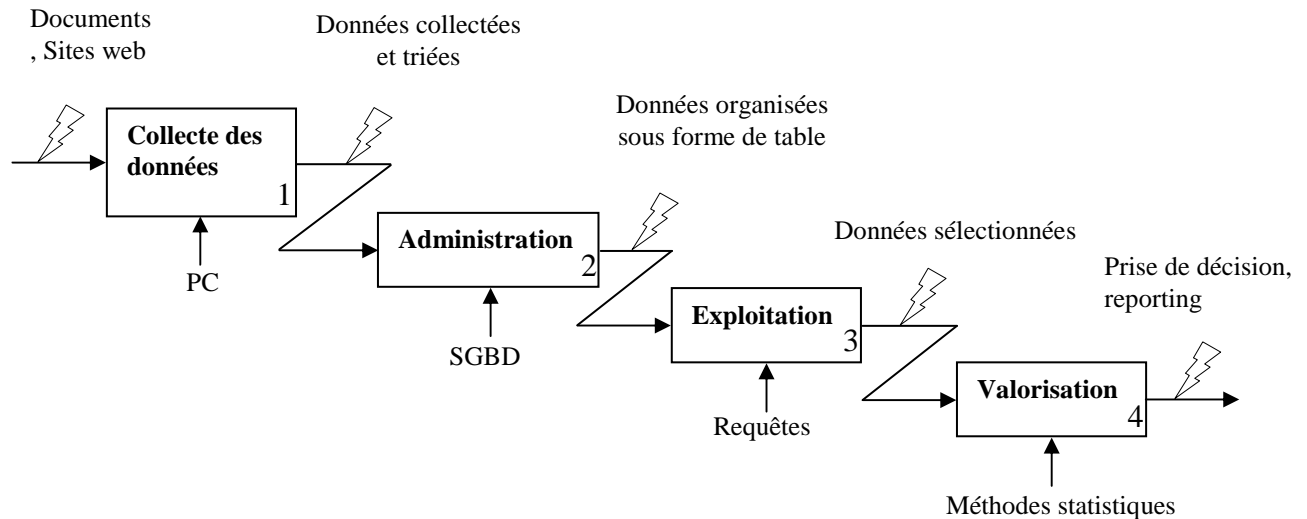 Documents
, Sites web
Données collectées
et triées
Collecte des
données
1
PC
Données organisées
sous forme de table
Administration
2
SGBD
Données sélectionnées
Exploitation
3
Requêtes
Prise de décision,
reporting
Valorisation
4
Méthodes statistiques